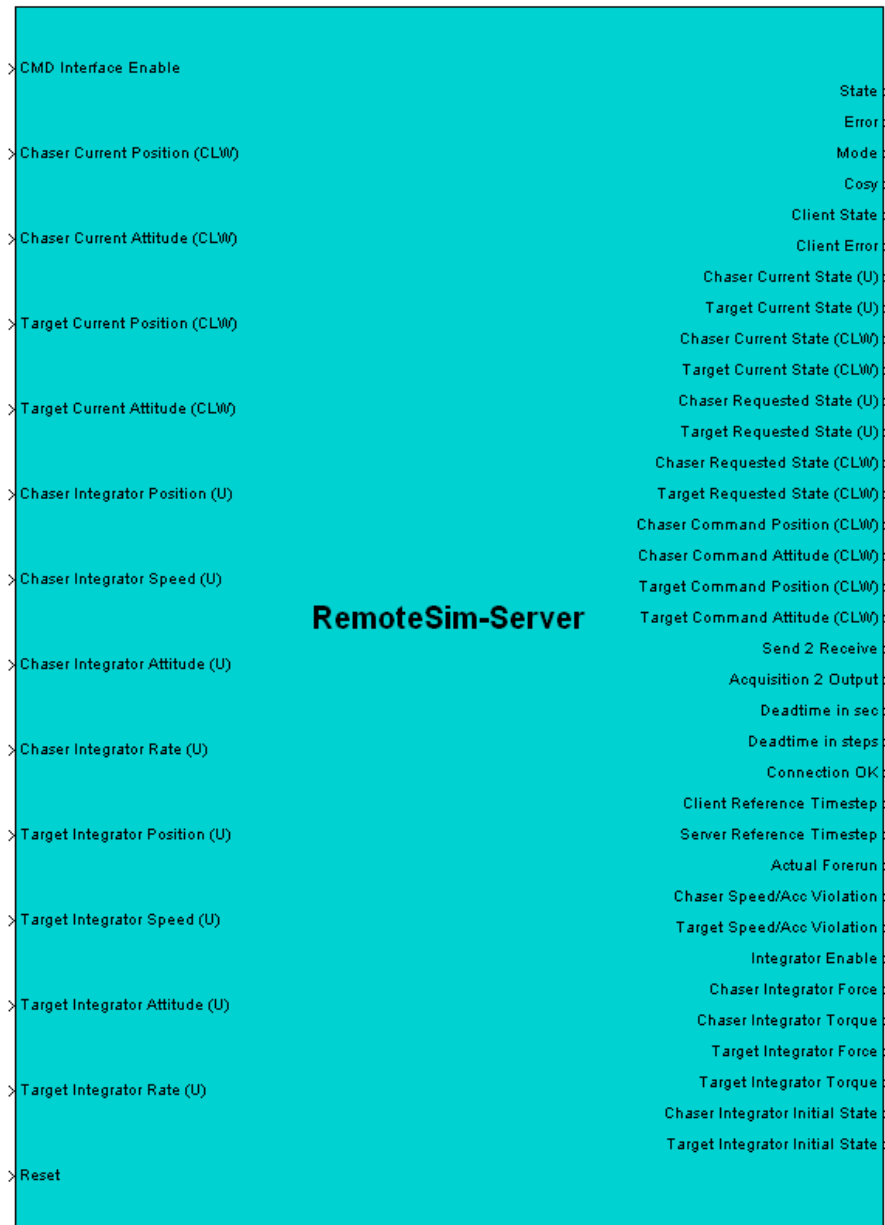 CMD Interface Enable
Chaser Current Position (CLW)
Chaser Current Attitude (CLW)
Target Current Position (CLW)
Target Current Attitude (CLW)
Chaser Integrator Position (U)
Chaser Integrator Speed (U)
Chaser Integrator Attitude (U)
Chaser Integrator Rate (U)
Target Integrator Position (U)
Target Integrator Speed (U)
Target Integrator Attitude (U)
Target Integrator Rate (U)
Reset
RemoteSim-Server
State
Error
Mode
Cosy
Client State
Client Error
Chaser Current State (U)
Target Current State (U)
Chaser Current State (CLW)
Target Current State (CLW)
Chaser Requested State (U)
Target Requested State (U)
Chaser Requested State (CLW)
Target Requested State (CLW)
Chaser Command Position (CLW)
Chaser Command Attitude (CLW)
Target Command Position (CLW)
Target Command Attitude (CLW)
Send 2 Receive
Acquisition 2 Output
Deadtime in sec
Deadtime in steps
Connection OK
Client Reference Timestep
Server Reference Timestep
Actual Forerun
Chaser Speed/Acc Violation
Target Speed/Acc Violation
Integrator Enable
Chaser Integrator Force
Chaser Integrator Torque
Target Integrator Force
Target Integrator Torque
Chaser Integrator Initial State
Target Integrator Initial State